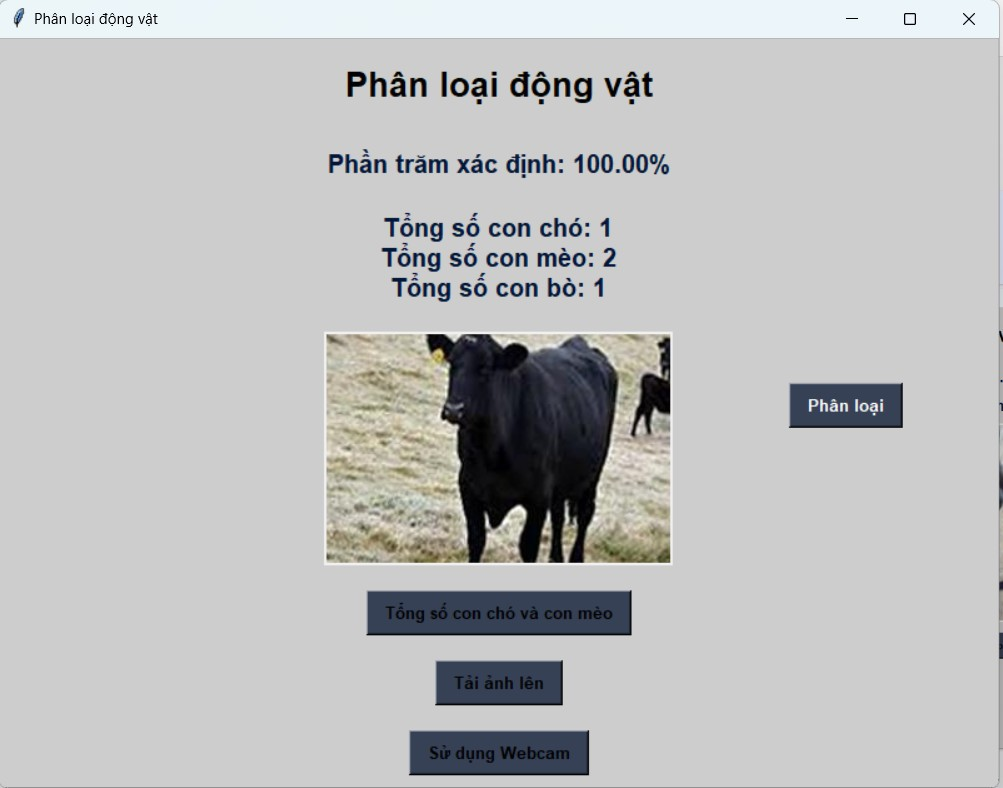 Phân loại động vật
Phân loại động vật
Phần trăm xác định: 100.00%
Tổng số con chó: 1
Tổng số con mèo: 2
Tổng số con bò: 1
Phân loại
Tổng số con chó và con mèo
Tải ảnh lên
Sử dụng Webcam